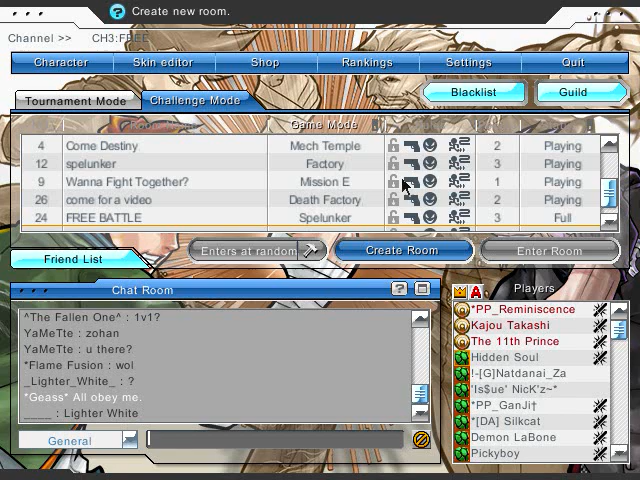 Create new room.
Channel >> CH3:FREE
Character Skin editor Shop Rankings Settings Quit
Blacklist Guild
Tournament Mode Challenge Mode
Game Mode
4 Come Destiny Mech Temple 2 Playing
12 spelunker Factory 3 Playing
9 Wanna Fight Together? Mission E 1 Playing
26 come for a video Death Factory 2 Playing
24 FREE BATTLE Spelunker 3 Full
Enters at random Create Room Enter Room
Friend List
Chat Room
?
^The Fallen One^ : 1v1?
YaMeTte : zohan
YaMeTte : u there?
*Flame Fusion : wol
_Lighter_White_ : ?
*Geass* All obey me.
____ : Lighter White
General
A Players
*PP_Reminiscence
Kajou Takashi
The 11th Prince
Hidden Soul
!-[G]Natdanai_Za
'Is$ue' NicK'z~*
*PP_GanJi†
*[DA] Silkcat
Demon LaBone
Pickyboy